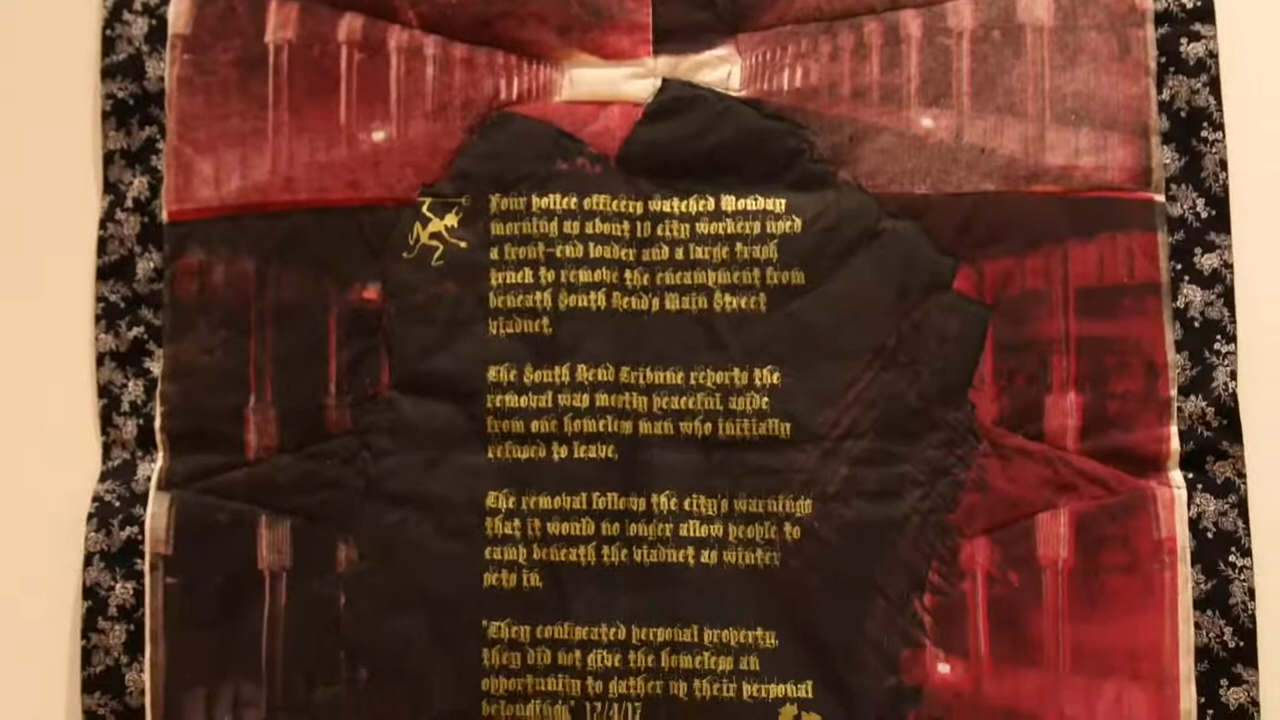 Four police officers watched Monday
morning as about 10 city workers used
a front-end loader and a large trash
truck to remove the encampment from
beneath South Bend's Main Street
viaduct.
The South Bend Tribune reports the
removal was mostly peaceful, aside
from one homeless man who initially
refused to leave.
The removal follows the city's warnings
that it would no longer allow people to
camp beneath the viaduct as winter
sets in.
"They confiscated personal property,
they did not give the homeless an
opportunity to gather up their personal
belongings" 12/4/17